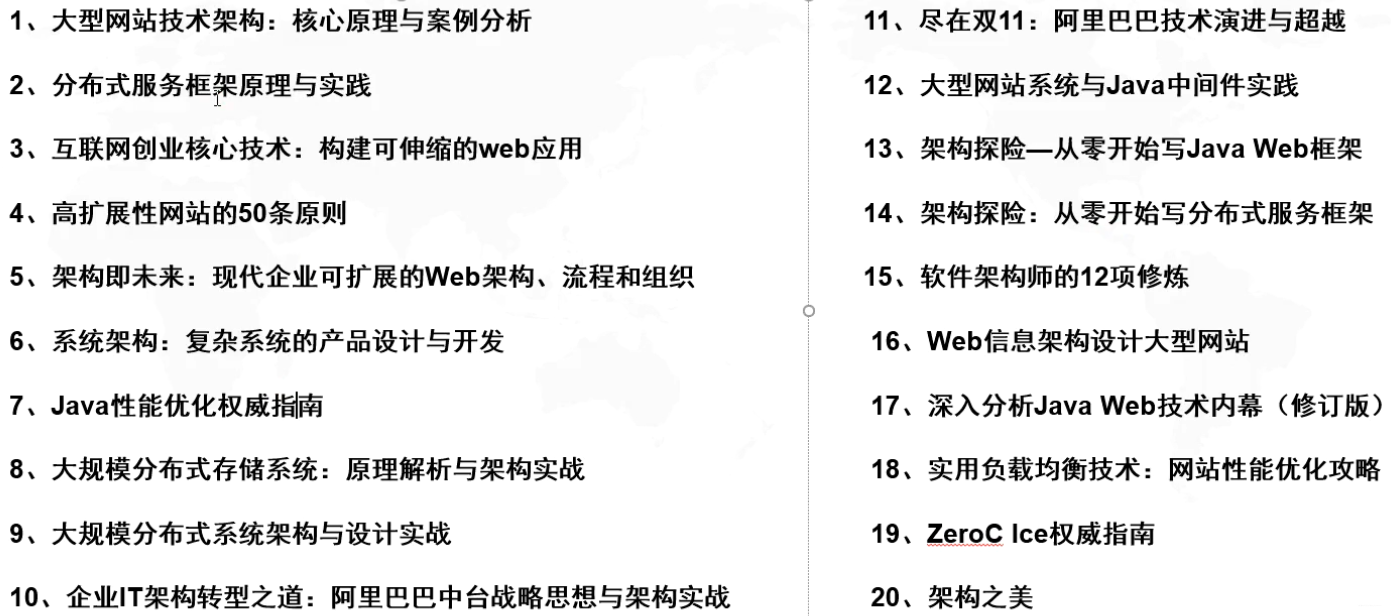 1、大型网站技术架构：核心原理与案例分析
2、分布式服务框架原理与实践
3、互联网创业核心技术：构建可伸缩的web应用
4、高扩展性网站的50条原则
5、架构即未来：现代企业可扩展的Web架构、流程和组织
6、系统架构：复杂系统的产品设计与开发
7、Java性能优化权威指南
8、大规模分布式存储系统：原理解析与架构实战
9、大规模分布式系统架构与设计实战
10、企业IT架构转型之道：阿里巴巴中台战略思想与架构实战
11、尽在双11：阿里巴巴技术演进与超越
12、大型网站系统与Java中间件实践
13、架构探险—从零开始写Java Web框架
14、架构探险：从零开始写分布式服务框架
15、软件架构师的12项修炼
16、Web信息架构设计大型网站
17、深入分析Java Web技术内幕（修订版）
18、实用负载均衡技术：网站性能优化攻略
19、ZeroC Ice权威指南
20、架构之美